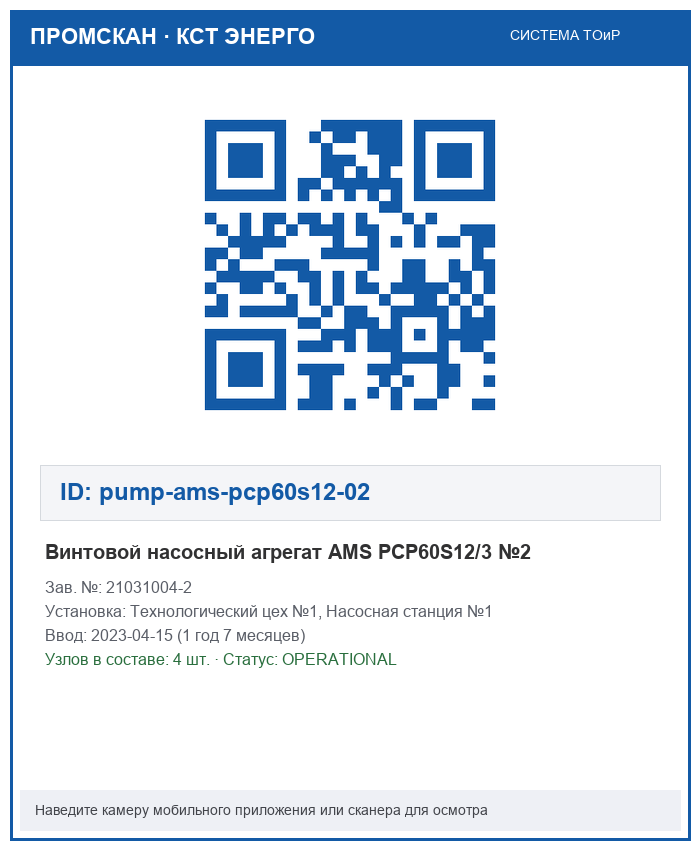 ПРОМСКАН · КСТ ЭНЕРГО
СИСТЕМА ТОиР
ID: pump-ams-pcp60s12-02
Винтовой насосный агрегат AMS PCP60S12/3 №2
Зав. №: 21031004-2
Установка: Технологический цех №1, Насосная станция №1
Ввод: 2023-04-15 (1 год 7 месяцев)
Узлов в составе: 4 шт. · Статус: OPERATIONAL
Наведите камеру мобильного приложения или сканера для осмотра